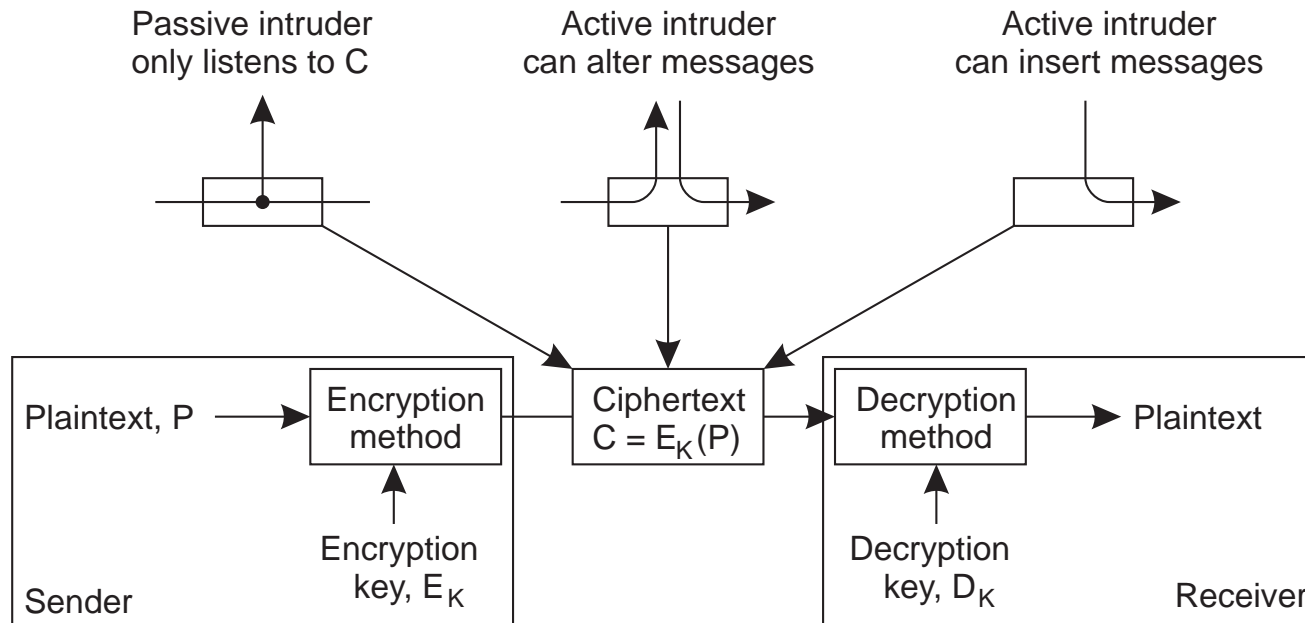 Passive intruder
only listens to C
Active intruder
can alter messages
Active intruder
can insert messages
Plaintext, P
Encryption
method
Ciphertext
C = E_K(P)
Decryption
method
Plaintext
Encryption
key, E_K
Decryption
key, D_K
Sender
Receiver